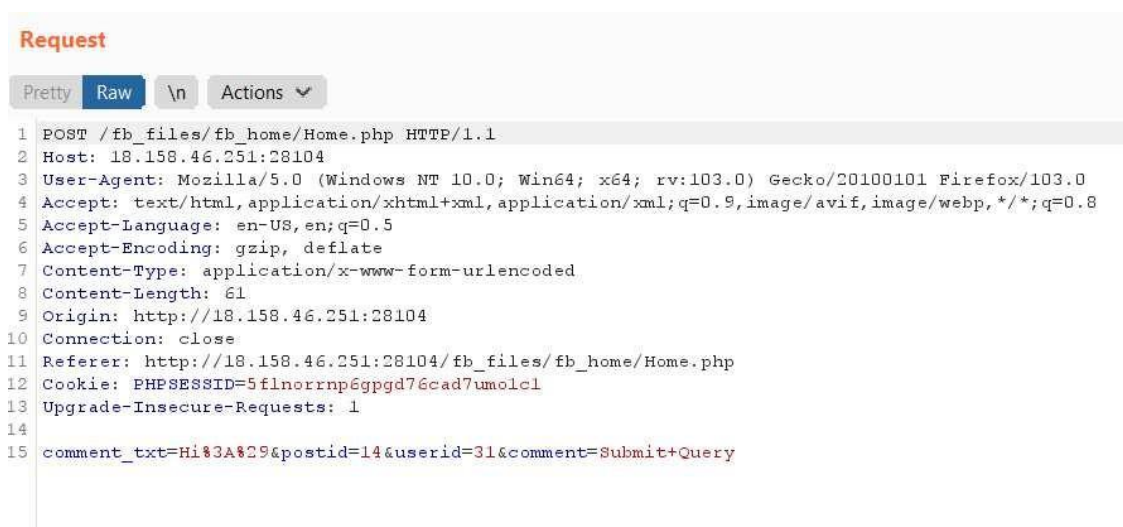 Request
Pretty Raw \n Actions
1 POST /fb_files/fb_home/Home.php HTTP/1.1
2 Host: 18.158.46.251:28104
3 User-Agent: Mozilla/5.0 (Windows NT 10.0; Win64; x64; rv:103.0) Gecko/20100101 Firefox/103.0
4 Accept: text/html,application/xhtml+xml,application/xml;q=0.9,image/avif,image/webp,*/*;q=0.8
5 Accept-Language: en-US,en;q=0.5
6 Accept-Encoding: gzip, deflate
7 Content-Type: application/x-www-form-urlencoded
8 Content-Length: 61
9 Origin: http://18.158.46.251:28104
10 Connection: close
11 Referer: http://18.158.46.251:28104/fb_files/fb_home/Home.php
12 Cookie: PHPSESSID=5flnorrnp6gpgd76cad7umolcl
13 Upgrade-Insecure-Requests: 1
14
15 comment_txt=Hi%3A%29&postid=14&userid=31&comment=Submit+Query